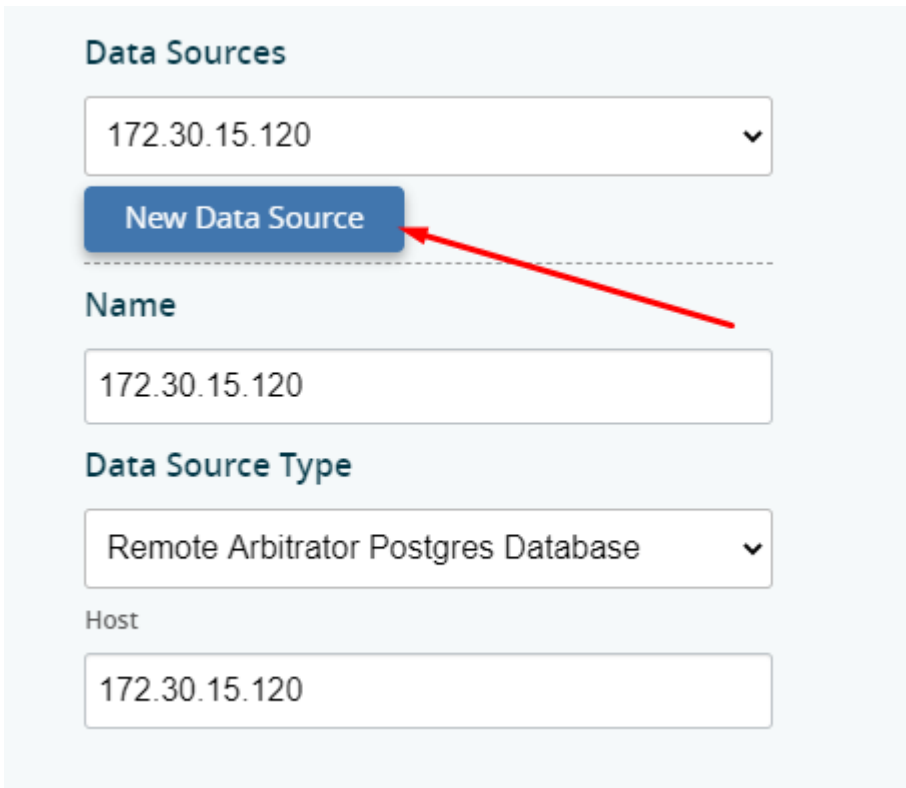 Data Sources
172.30.15.120
New Data Source
Name
172.30.15.120
Data Source Type
Remote Arbitrator Postgres Database
Host
172.30.15.120